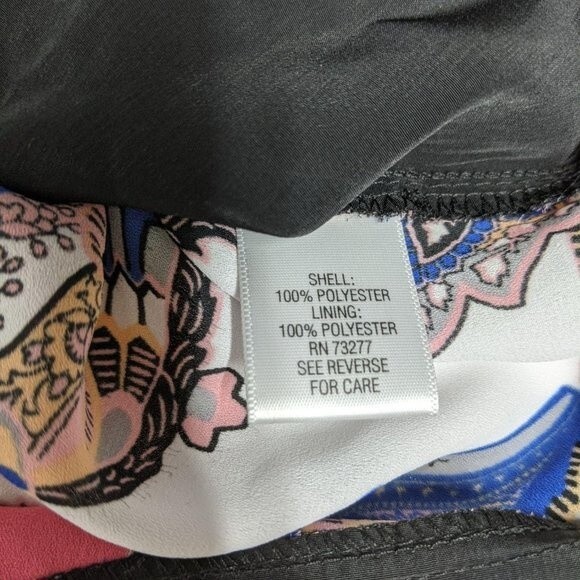 SHELL:
100% POLYESTER
LINING:
100% POLYESTER
RN 73277
SEE REVERSE
FOR CARE